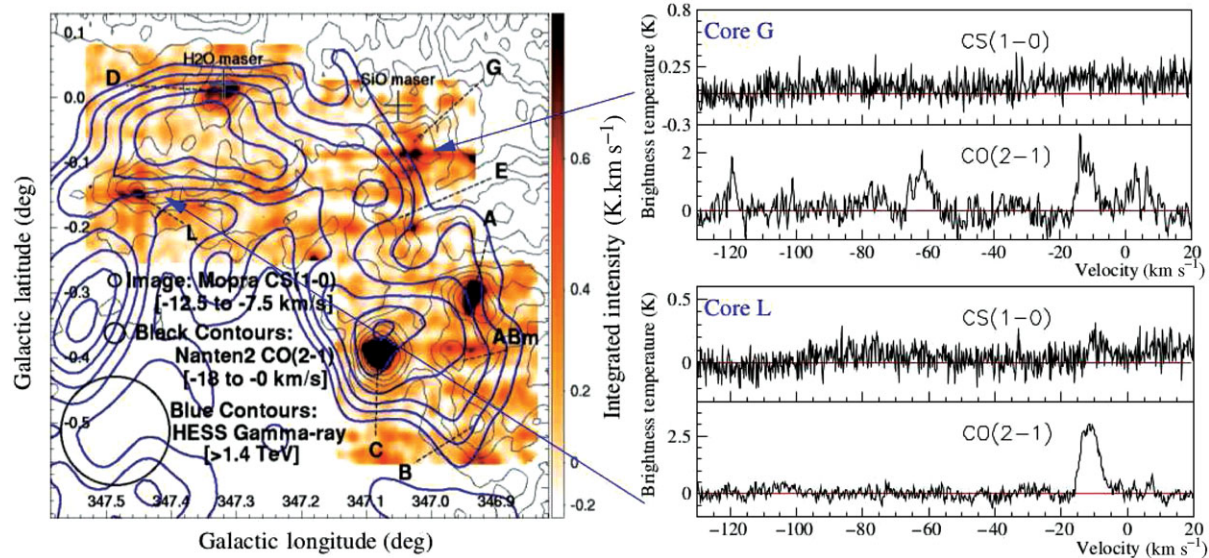 0.1
0.0
-0.1
-0.2
-0.3
-0.4
-0.5
Galactic latitude (deg)
D
H2O maser
SiO maser
G
E
A
L
Image: Mopra CS(1-0)
[-12.5 to -7.5 km/s]
ABm
Black Contours:
Nanten2 CO(2-1)
[-18 to -0 km/s]
Blue Contours:
HESS Gamma-ray
[>1.4 TeV]
C
B
347.5 347.4 347.3 347.2 347.1 347.0 346.9
Galactic longitude (deg)
0.6
0.4
0.2
0
-0.2
Integrated intensity (K.km s⁻¹)
Core G
CS(1−0)
0.8
0.25
-0.3
CO(2−1)
2
0
Brightness temperature (K)
−120 −100 −80 −60 −40 −20 0 20
Velocity (km s⁻¹)
Core L
CS(1−0)
0.5
0
CO(2−1)
2.5
0
Brightness temperature (K)
−120 −100 −80 −60 −40 −20 0 20
Velocity (km s⁻¹)